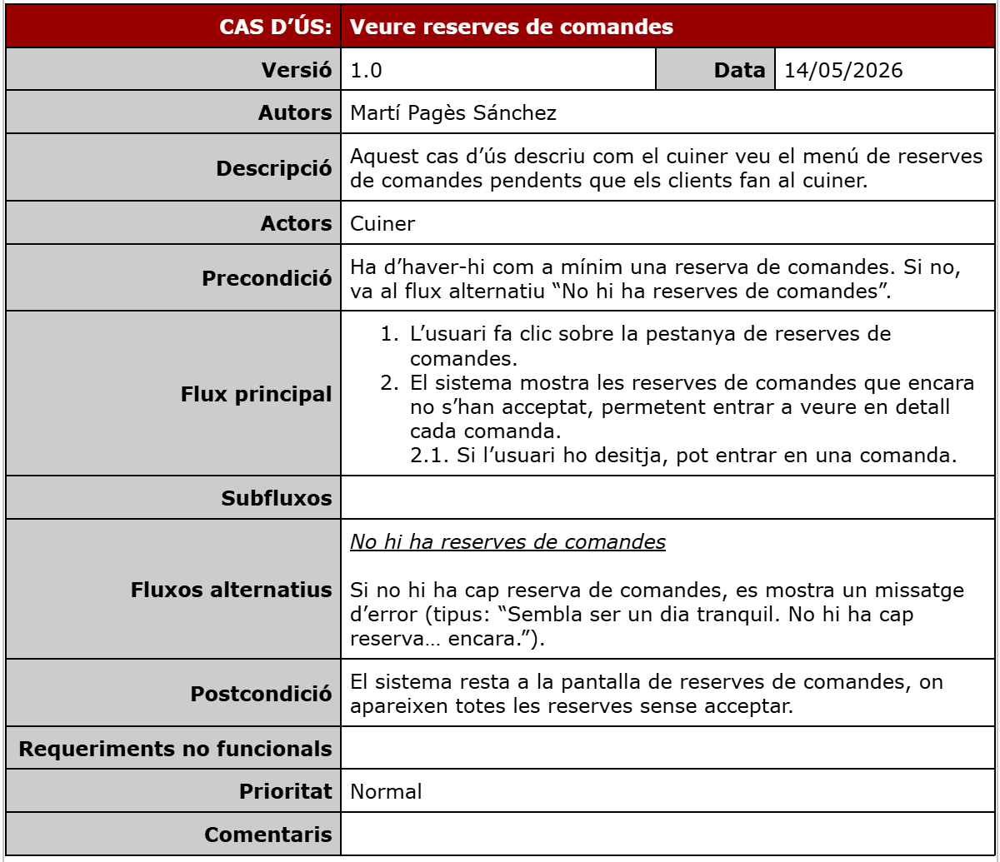 CAS D’ÚS: Veure reserves de comandes
Versió 1.0 Data 14/05/2026
Autors Martí Pagès Sánchez
Descripció
Aquest cas d’ús descriu com el cuiner veu el menú de reserves
de comandes pendents que els clients fan al cuiner.
Actors Cuiner
Precondició
Ha d’haver-hi com a mínim una reserva de comandes. Si no,
va al flux alternatiu “No hi ha reserves de comandes”.
Flux principal
1. L’usuari fa clic sobre la pestanya de reserves de
comandes.
2. El sistema mostra les reserves de comandes que encara
no s’han acceptat, permetent entrar a veure en detall
cada comanda.
2.1. Si l’usuari ho desitja, pot entrar en una comanda.
Subfluxos
Fluxos alternatius
No hi ha reserves de comandes
Si no hi ha cap reserva de comandes, es mostra un missatge
d’error (tipus: “Sembla ser un dia tranquil. No hi ha cap
reserva… encara.”).
Postcondició
El sistema resta a la pantalla de reserves de comandes, on
apareixen totes les reserves sense acceptar.
Requeriments no funcionals
Prioritat Normal
Comentaris